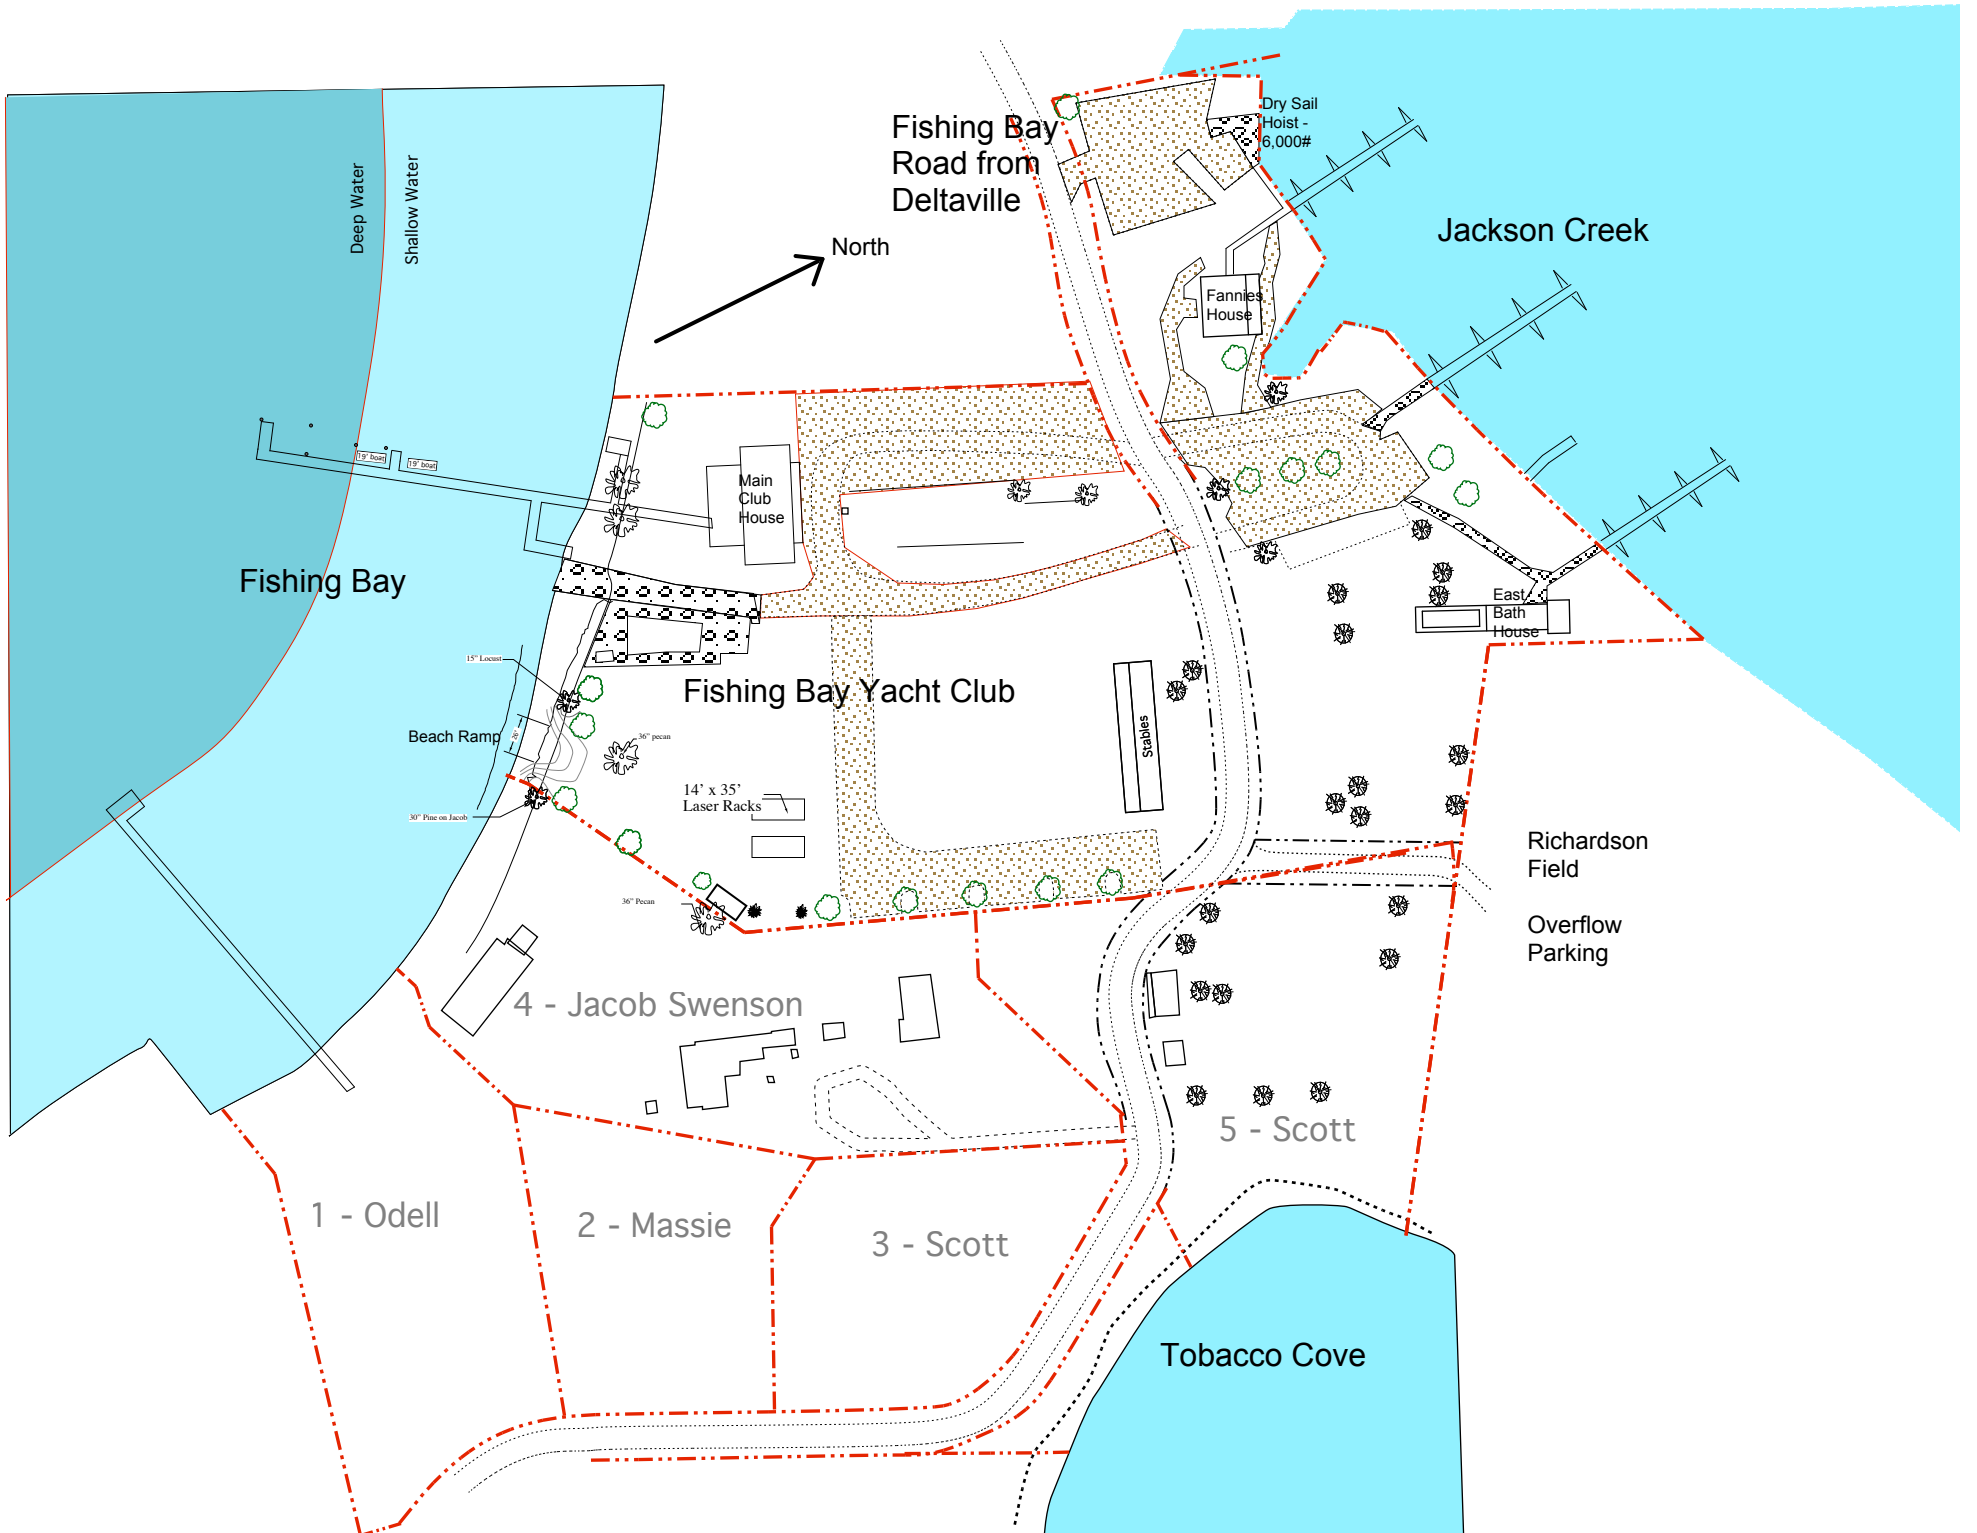 Fishing Bay
Road from
Deltaville
Dry Sail
Hoist -
6,000#
Deep Water
Shallow Water
North
Jackson Creek
Fannies
House
19' boat
19' boat
Main
Club
House
Fishing Bay
East
Bath
House
15" Locust
Fishing Bay Yacht Club
Beach Ramp
26'
36" pecan
Stables
14' x 35'
Laser Racks
30" Pine on Jacob
Richardson
Field
Overflow
Parking
36" Pecan
4 - Jacob Swenson
5 - Scott
1 - Odell
2 - Massie
3 - Scott
Tobacco Cove